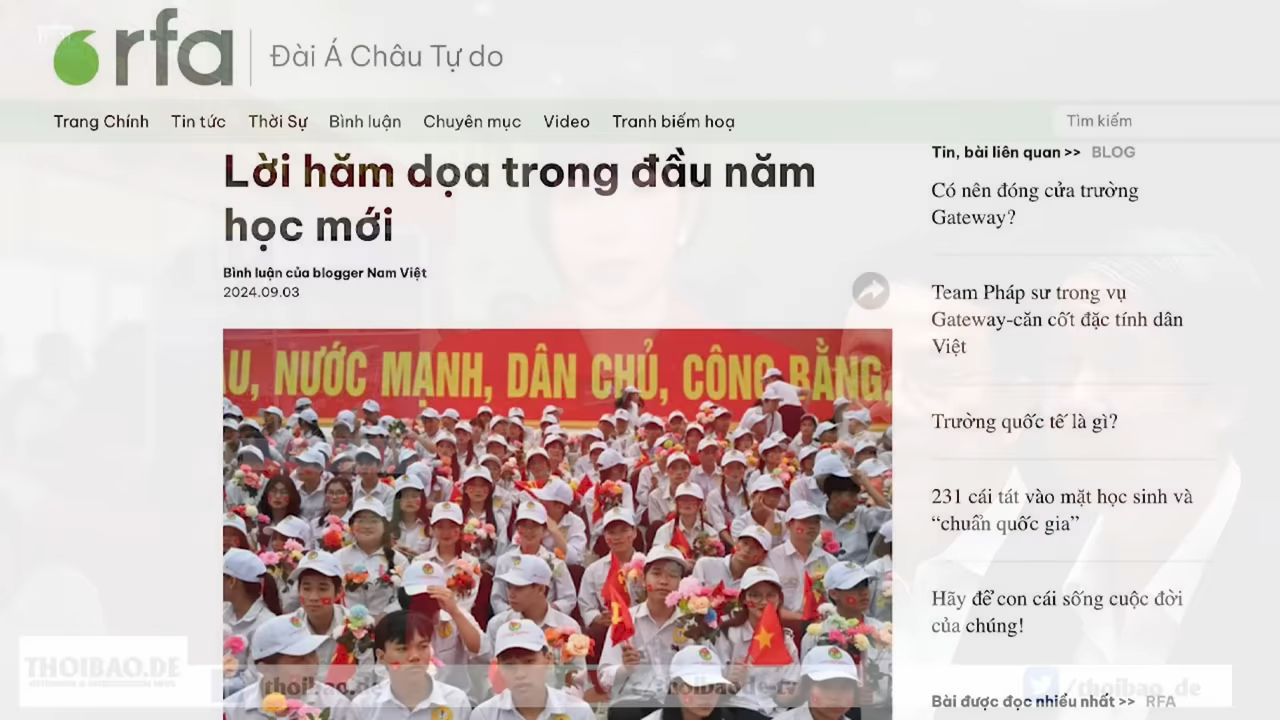 rfa
Đài Á Châu Tự do
Trang Chính Tin tức Thời Sự Bình luận Chuyên mục Video Tranh biếm hoạ
Tìm kiếm
Lời hăm dọa trong đầu năm
học mới
Bình luận của blogger Nam Việt
2024.09.03
U, NƯỚC MẠNH, DÂN CHỦ, CÔNG BẰNG,
Tin, bài liên quan >> BLOG
Có nên đóng cửa trường
Gateway?
Team Pháp sư trong vụ
Gateway-căn cốt đặc tính dân
Việt
Trường quốc tế là gì?
231 cái tát vào mặt học sinh và
“chuẩn quốc gia”
Hãy để con cái sống cuộc đời
của chúng!
Bài được đọc nhiều nhất >> RFA
THOIBAO.DE
thoibao.de
/thoibaode-tv
/thoibao_de